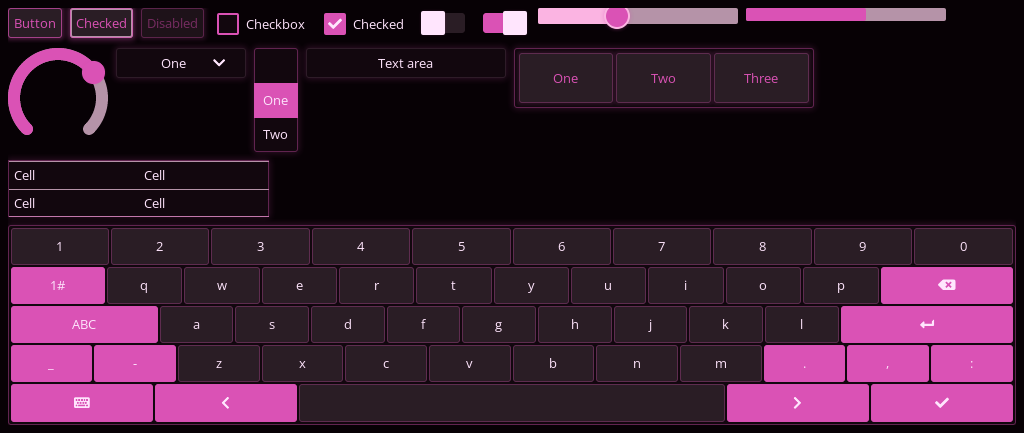 Button Checked Disabled Checkbox Checked
One One Text area One Two Three
Two
Cell Cell
Cell Cell
1 2 3 4 5 6 7 8 9 0
1# q w e r t y u i o p
ABC a s d f g h j k l
_ - z x c v b n m . , :